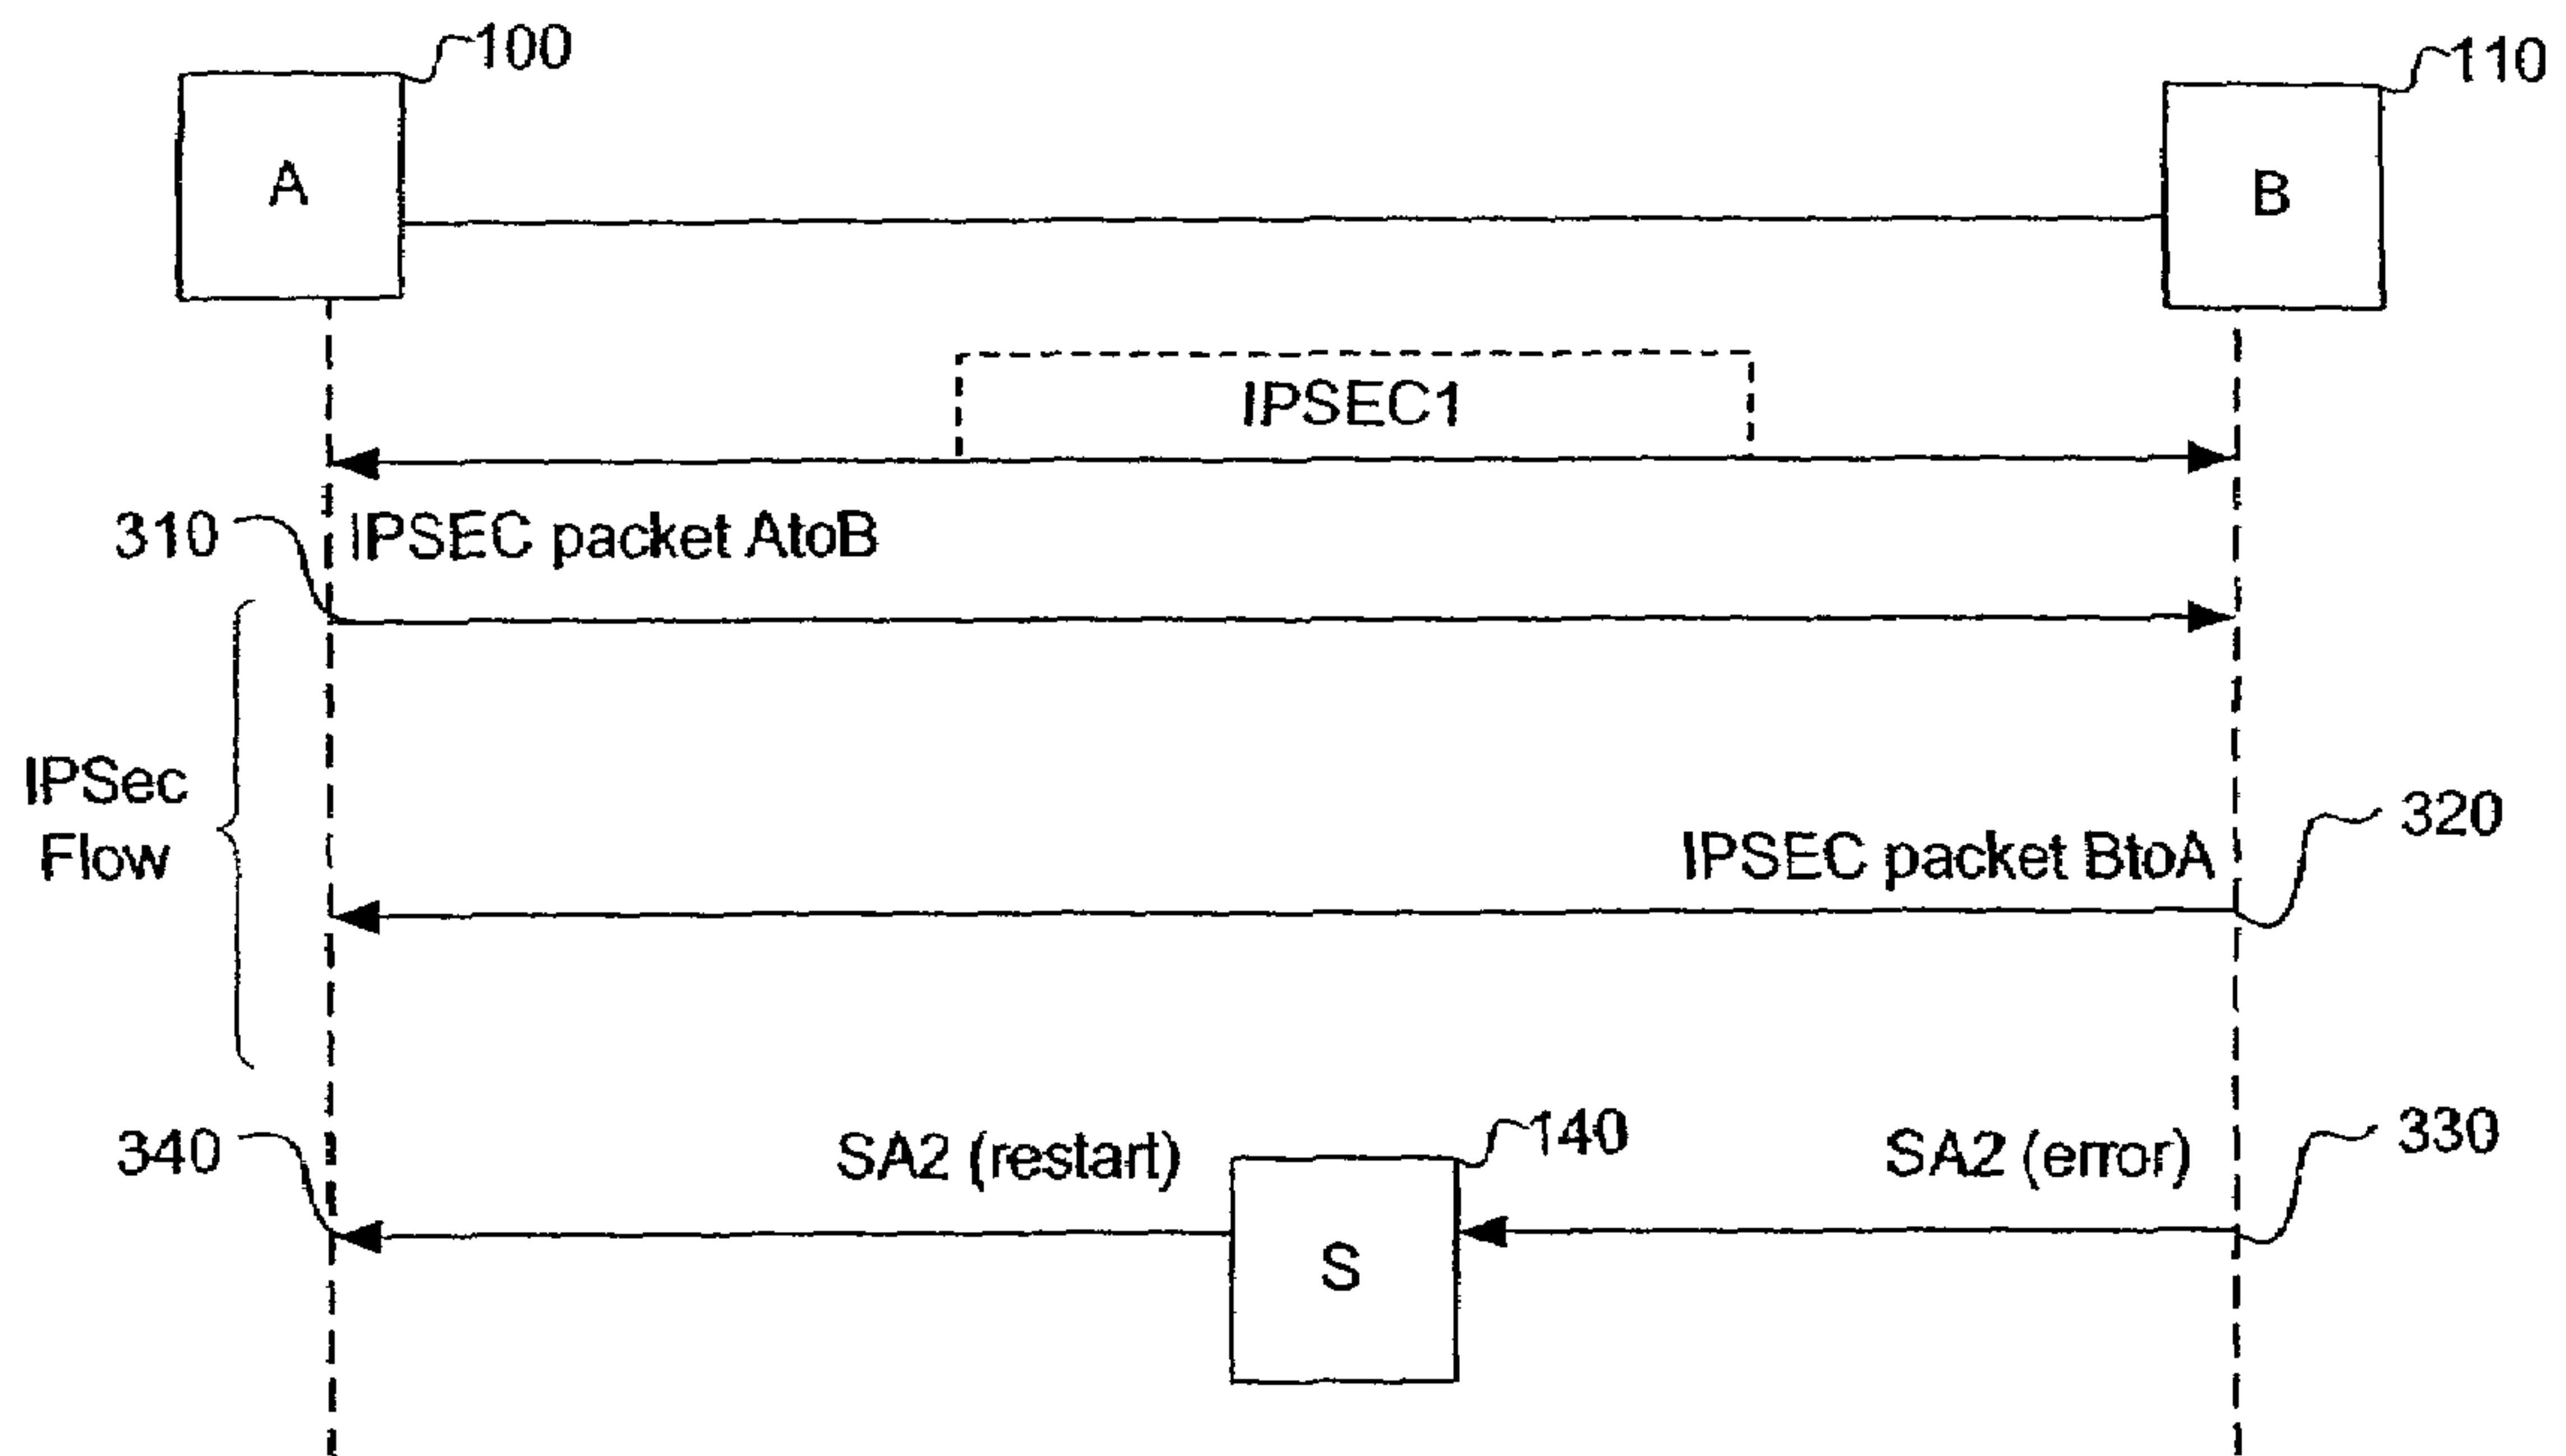 100
110
A
B
IPSEC1
310
IPSEC packet AtoB
IPSec
Flow
320
IPSEC packet BtoA
340
SA2 (restart)
140
SA2 (error)
330
S